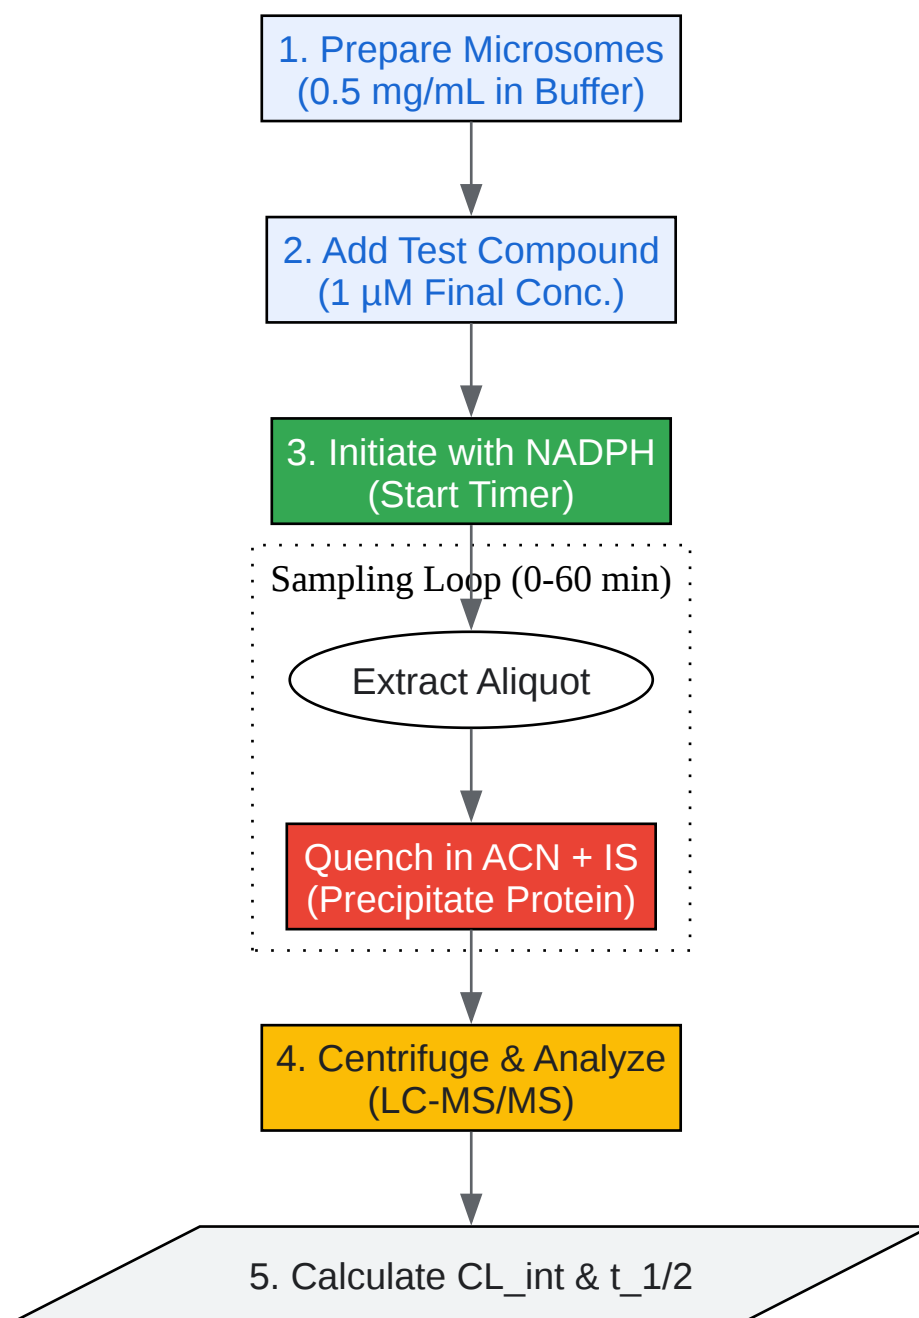 1. Prepare Microsomes
(0.5 mg/mL in Buffer)
2. Add Test Compound
(1 µM Final Conc.)
3. Initiate with NADPH
(Start Timer)
Sampling Loop (0-60 min)
Extract Aliquot
Quench in ACN + IS
(Precipitate Protein)
4. Centrifuge & Analyze
(LC-MS/MS)
5. Calculate CL_int & t_1/2